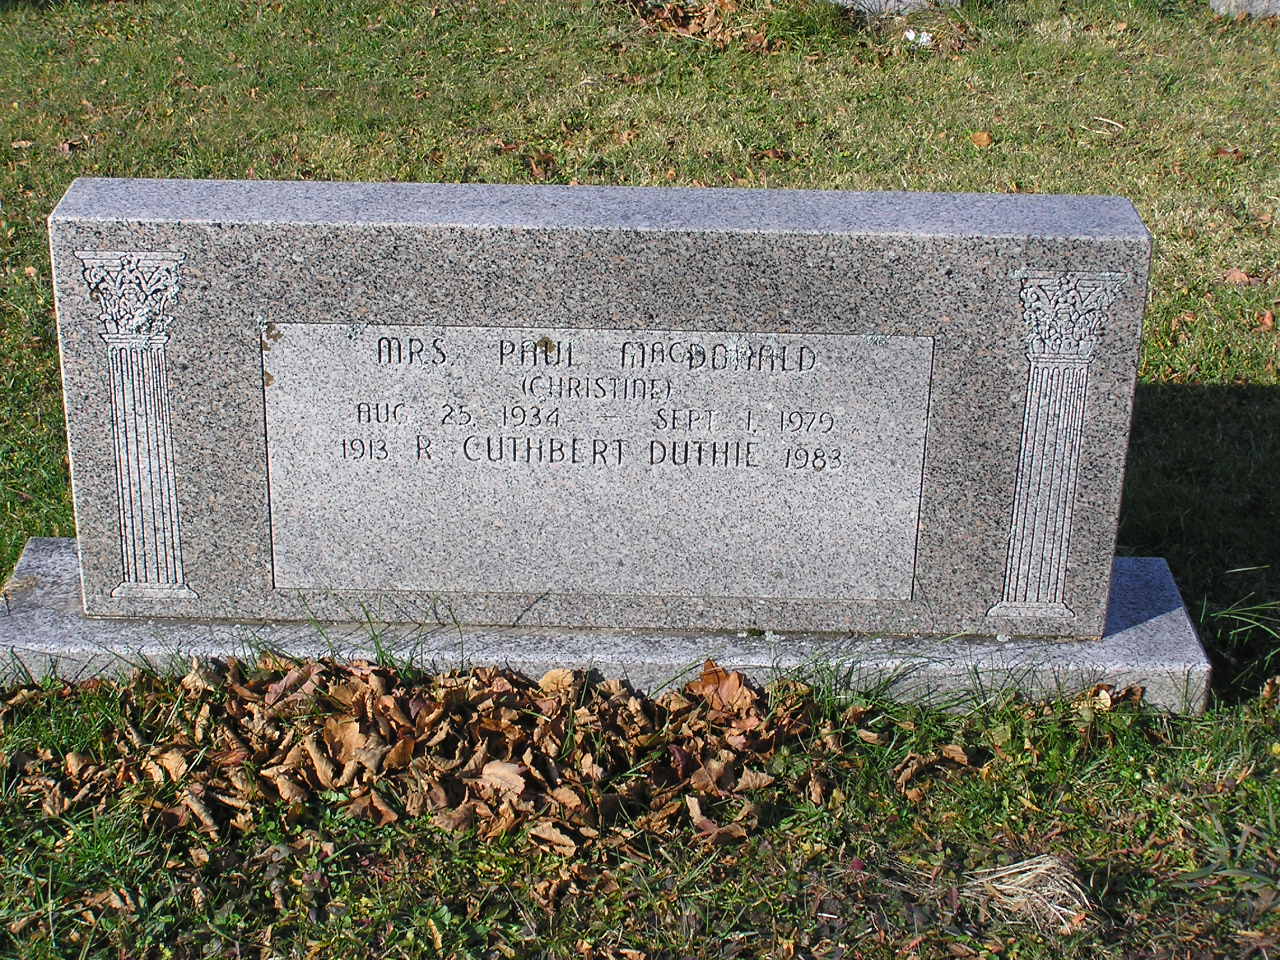 MRS. PAUL MACDONALD
(CHRISTINE)
AUG. 25, 1934 – SEPT. 1, 1979
1913 R. CUTHBERT DUTHIE 1983